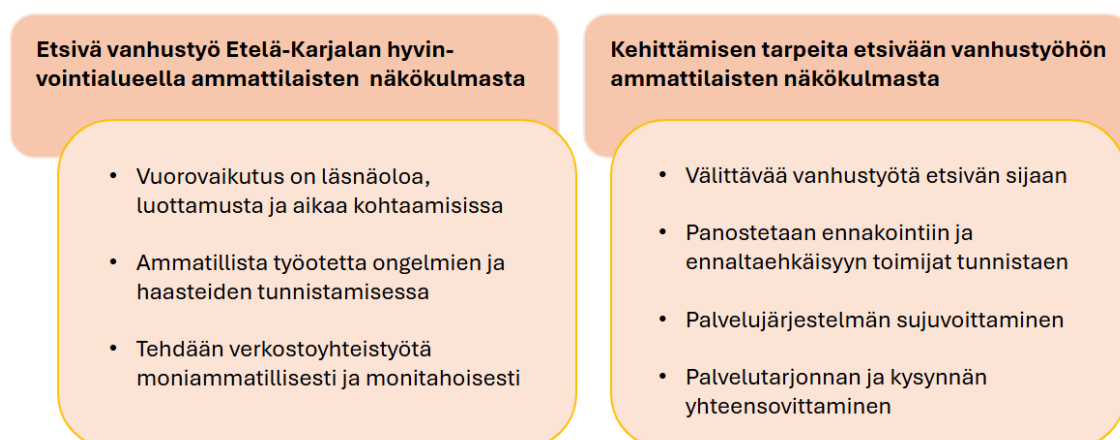 Etsivä vanhustyö Etelä-Karjalan hyvin-
vointialueella ammattilaisten näkökulmasta
• Vuorovaikutus on läsnäoloa,
luottamusta ja aikaa kohtaamisissa
• Ammatillista työotetta ongelmien ja
haasteiden tunnistamisessa
• Tehdään verkostoyhteistyötä
moniammatillisesti ja monitahoisesti
Kehittämisen tarpeita etsivään vanhustyöhön
ammattilaisten näkökulmasta
• Välittävää vanhustyötä etsivän sijaan
• Panostetaan ennakointiin ja
ennaltaehkäisyyn toimijat tunnistaen
• Palvelujärjestelmän sujuvoittaminen
• Palvelutarjonnan ja kysynnän
yhteensovittaminen